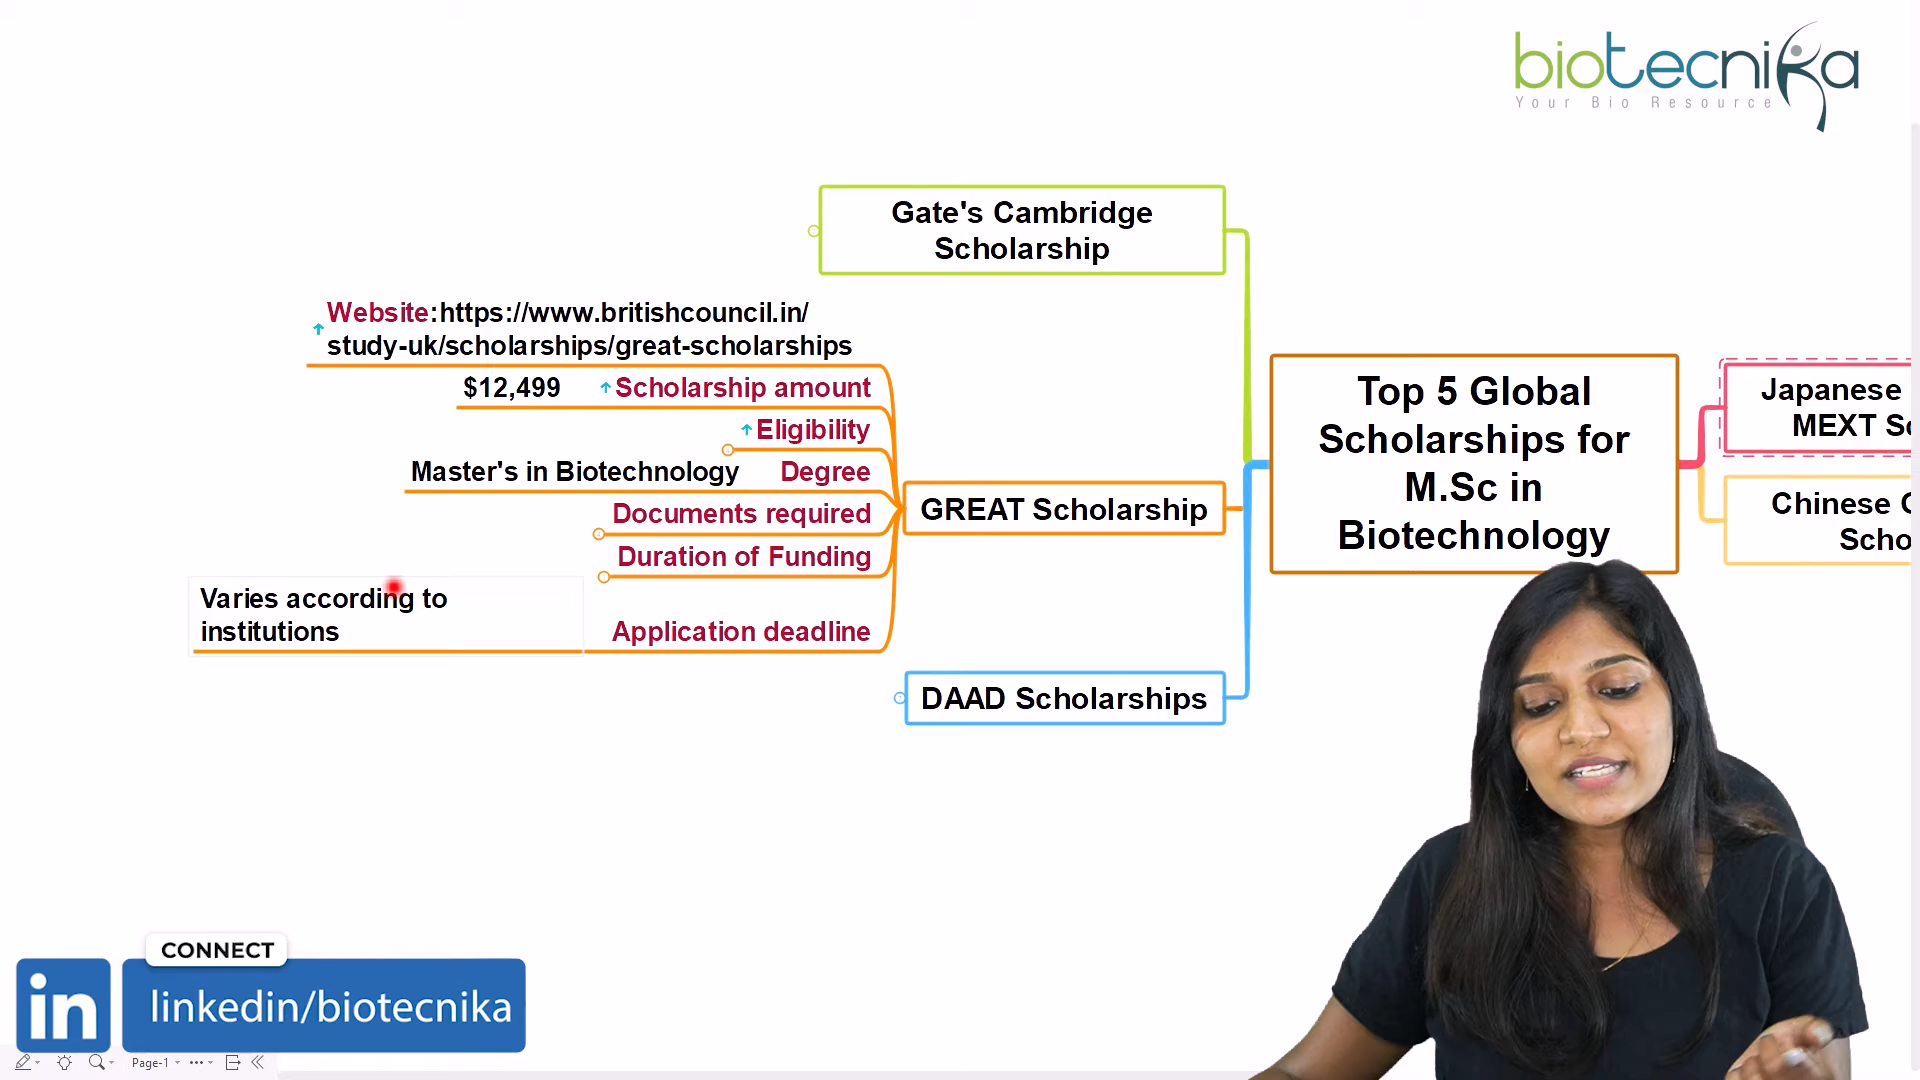 biotecnika
Your Bio Resource
Gate's Cambridge
Scholarship
Website:https://www.britishcouncil.in/
study-uk/scholarships/great-scholarships
$12,499 Scholarship amount
Eligibility
Master's in Biotechnology Degree
Documents required
Duration of Funding
Varies according to
institutions
Application deadline
GREAT Scholarship
DAAD Scholarships
Top 5 Global
Scholarships for
M.Sc in
Biotechnology
Japanese
MEXT
Chinese
CONNECT
in
linkedin/biotecnika
Page-1